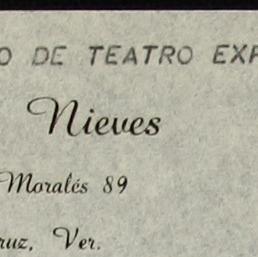 O DE TEATRO EXP
Nieves
Moralés 89
ruz, Ver.